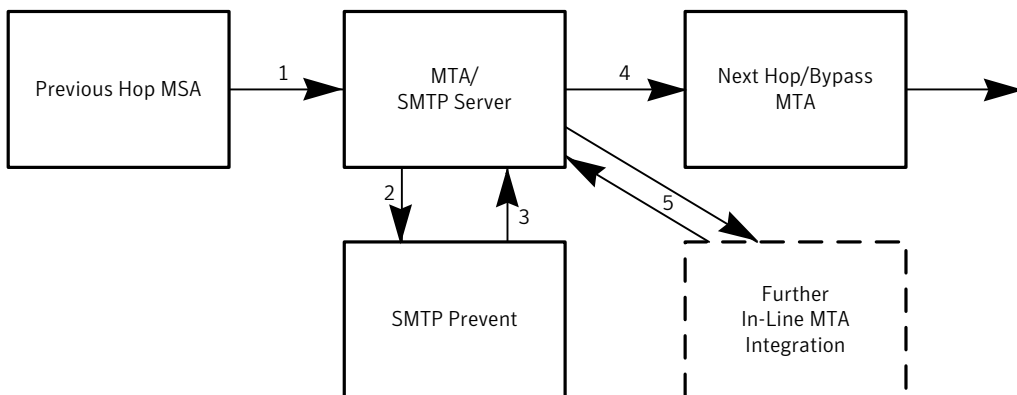 Previous Hop MSA
1
MTA/
SMTP Server
4
Next Hop/Bypass
MTA
2
3
5
SMTP Prevent
Further
In-Line MTA
Integration